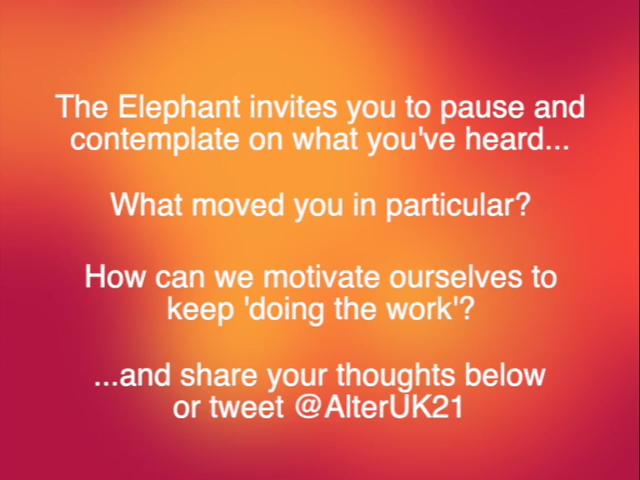 The Elephant invites you to pause and
contemplate on what you've heard...
What moved you in particular?
How can we motivate ourselves to
keep 'doing the work'?
...and share your thoughts below
or tweet @AlterUK21